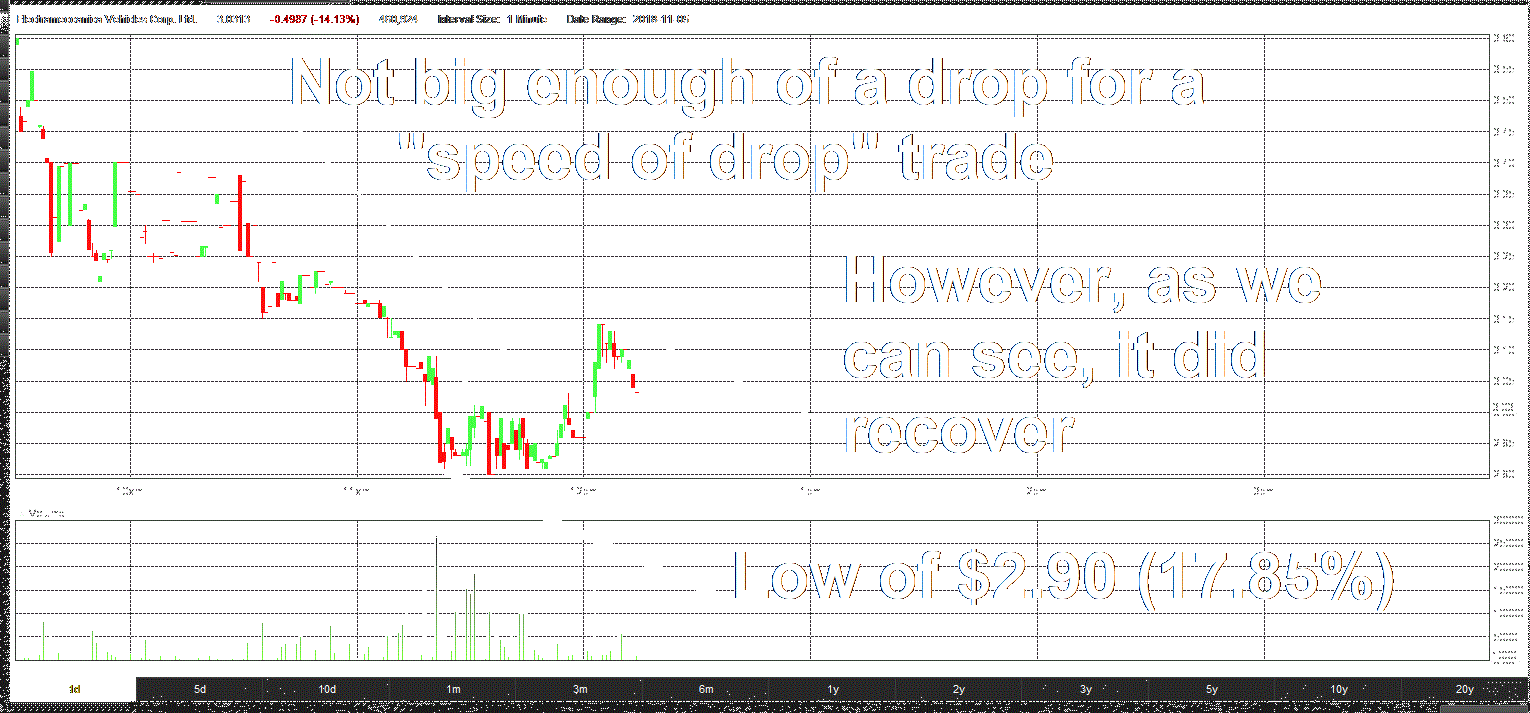 Electrameccanica Vehicles Corp. Ltd. 3.0313 -0.4987 (-14.13%) 460,924 Interval Size: 1 Minute Date Range: 2018-11-05
Not big enough of a drop for a
"speed of drop" trade
However, as we
can see, it did
recover
10am 11am 12pm 1pm 2pm 3pm
Volume
Low of $2.90 (17.85%)
1d 5d 10d 1m 3m 6m 1y 2y 3y 5y 10y 20y